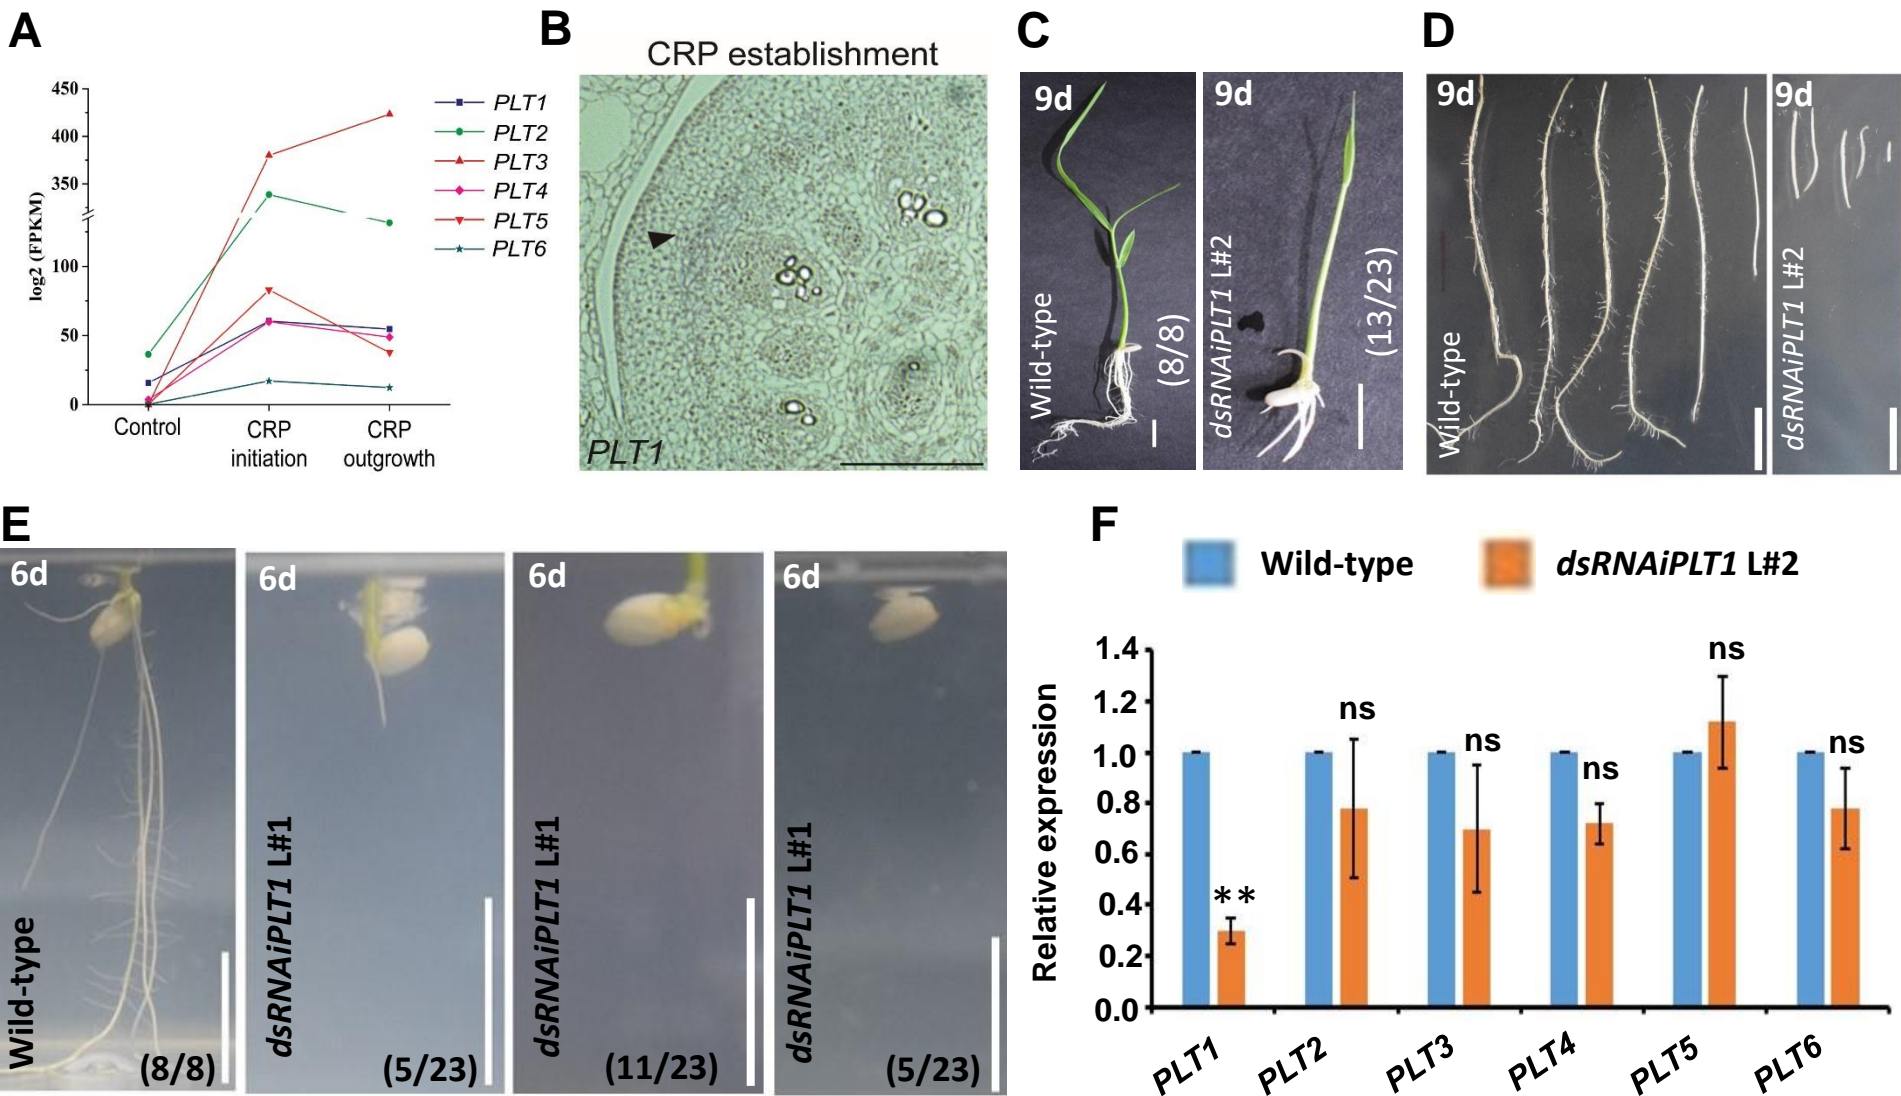 A
450
400
350
100
50
0
log2 (FPKM)
Control
CRP
initiation
CRP
outgrowth
PLT1
PLT2
PLT3
PLT4
PLT5
PLT6
B
CRP establishment
PLT1
C
9d
Wild-type
(8/8)
9d
dsRNAiPLT1 L#2
(13/23)
D
9d
Wild-type
9d
dsRNAiPLT1 L#2
E
6d
Wild-type
(8/8)
6d
dsRNAiPLT1 L#1
(5/23)
6d
dsRNAiPLT1 L#1
(11/23)
6d
dsRNAiPLT1 L#1
(5/23)
F
Wild-type
dsRNAiPLT1 L#2
Relative expression
1.4
1.2
1.0
0.8
0.6
0.4
0.2
0.0
**
ns
ns
ns
ns
ns
PLT1
PLT2
PLT3
PLT4
PLT5
PLT6